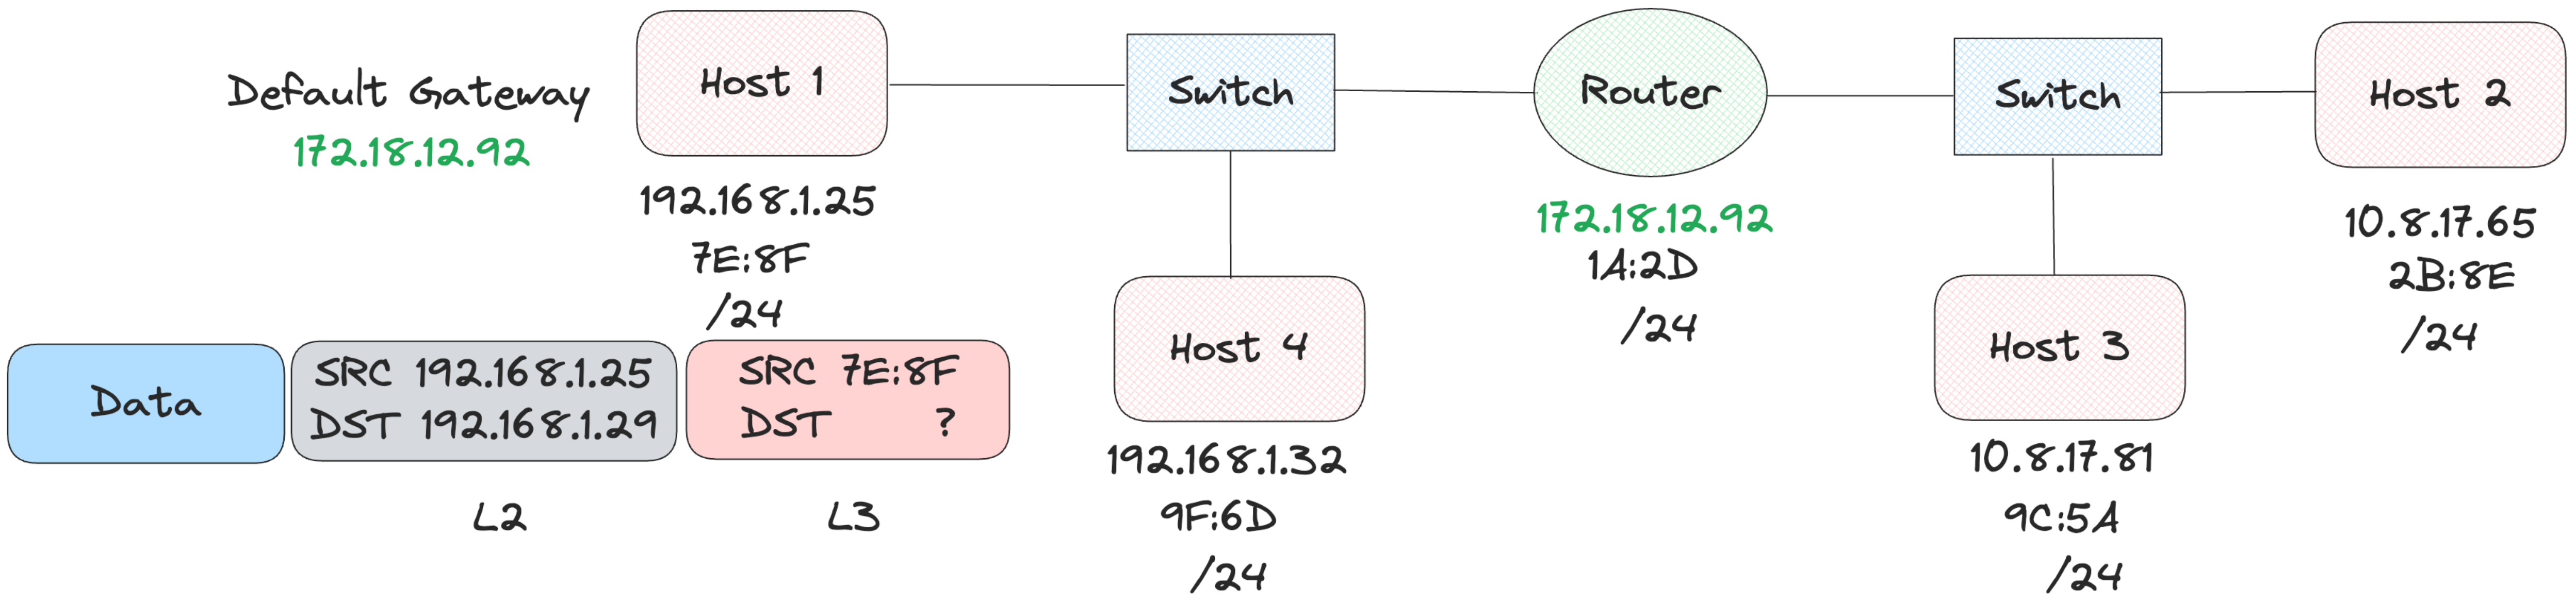 Default Gateway
172.18.12.92
Host 1
192.168.1.25
7E:8F
/24
Switch
Router
172.18.12.92
1A:2D
/24
Switch
Host 2
10.8.17.65
2B:8E
/24
Host 4
192.168.1.32
9F:6D
/24
Host 3
10.8.17.81
9C:5A
/24
Data
SRC 192.168.1.25
DST 192.168.1.29
L2
SRC 7E:8F
DST ?
L3